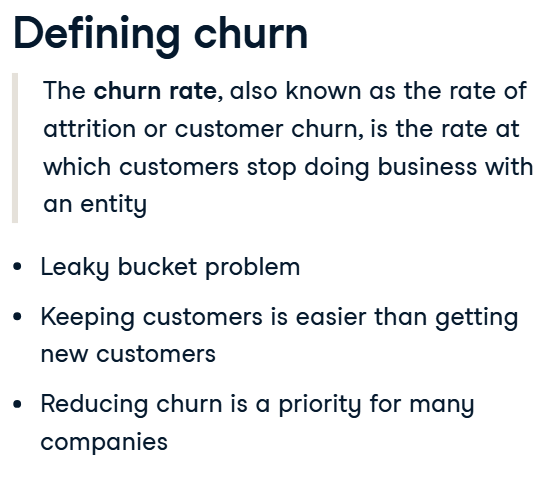 Defining churn
The churn rate, also known as the rate of
attrition or customer churn, is the rate at
which customers stop doing business with
an entity
• Leaky bucket problem
• Keeping customers is easier than getting
new customers
• Reducing churn is a priority for many
companies